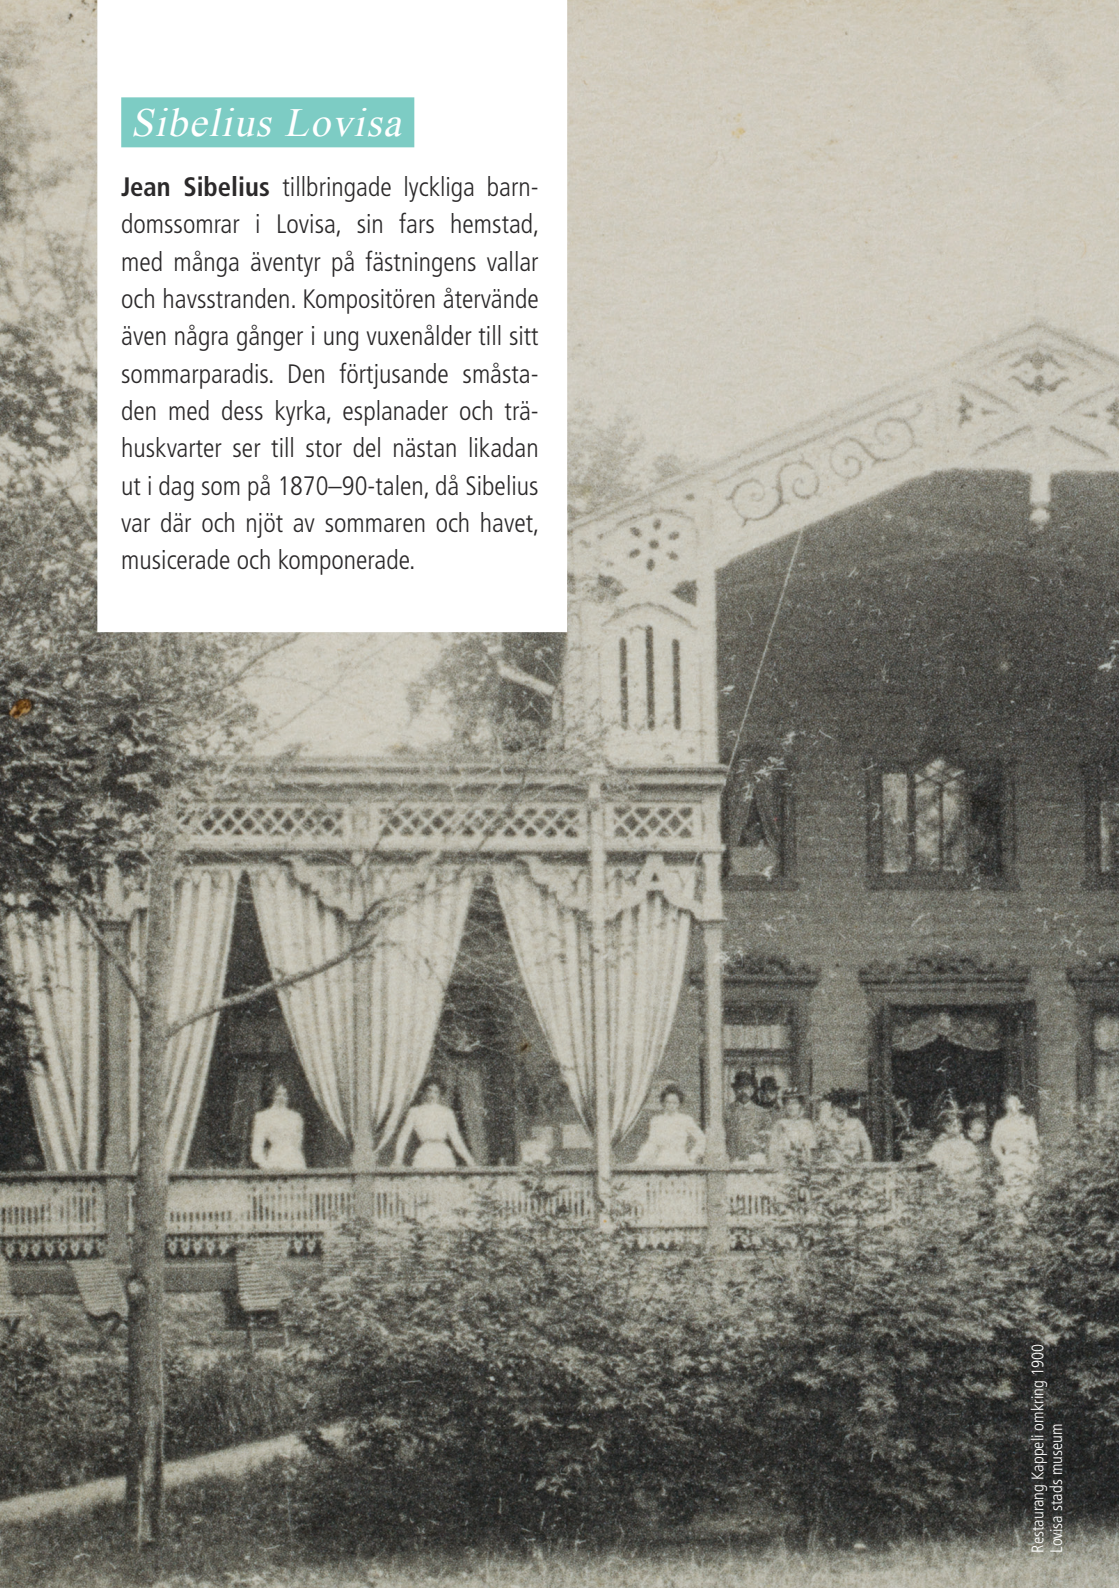 Sibelius Lovisa
Jean Sibelius tillbringade lyckliga barn-
domssomrar i Lovisa, sin fars hemstad,
med många äventyr på fästningens vallar
och havsstranden. Kompositören återvände
även några gånger i ung vuxenålder till sitt
sommarparadis. Den förtjusande småsta-
den med dess kyrka, esplanader och trä-
huskvarter ser till stor del nästan likadan
ut i dag som på 1870–90-talen, då Sibelius
var där och njöt av sommaren och havet,
musicerade och komponerade.
Restaurang Kappeli omkring 1900
Lovisa stads museum